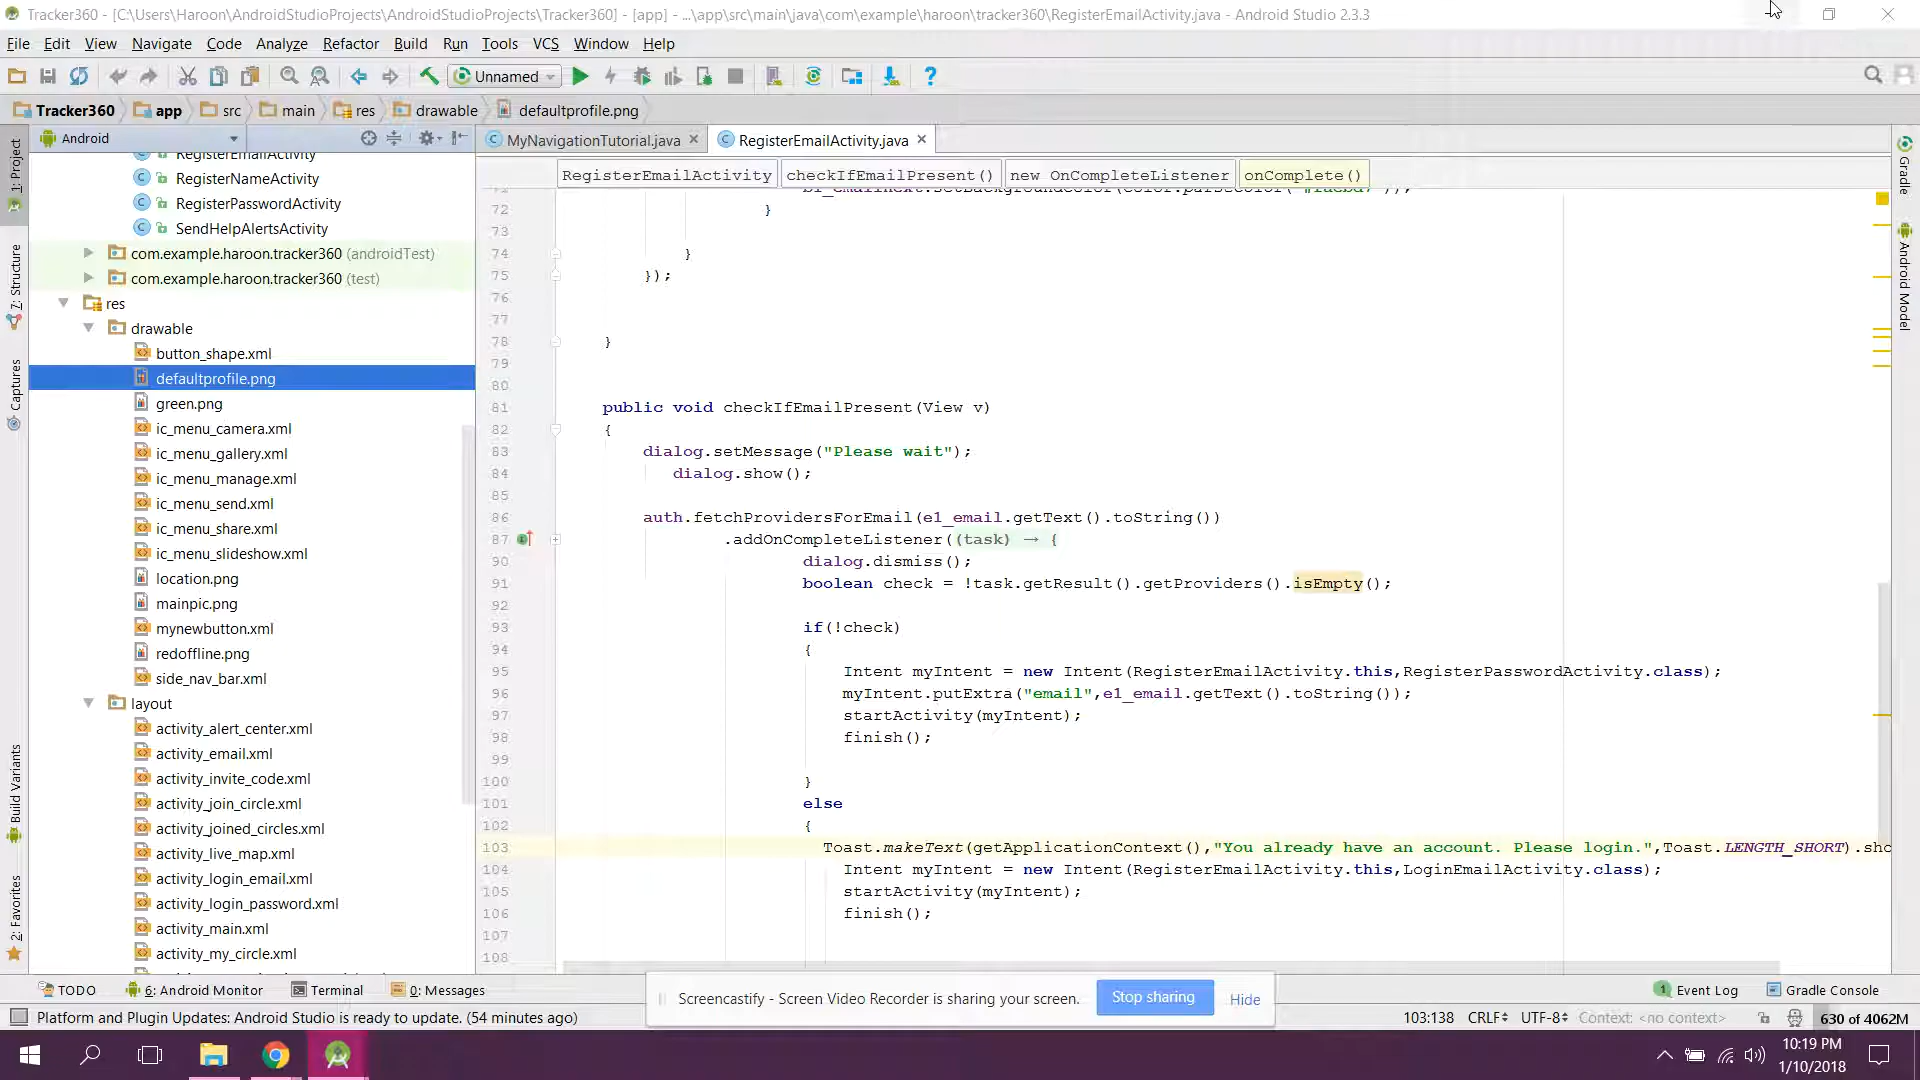 Tracker360 - [C:\Users\Haroon\AndroidStudioProjects\AndroidStudioProjects\Tracker360] - [app] - ...\app\src\main\java\com\example\haroon\tracker360\RegisterEmailActivity.java - Android Studio 2.3.3
File Edit View Navigate Code Analyze Refactor Build Run Tools VCS Window Help
Unnamed
Tracker360 app src main res drawable defaultprofile.png
Android
MyNavigationTutorial.java RegisterEmailActivity.java
RegisterEmailActivity checkIfEmailPresent() new OnCompleteListener onComplete()
1: Project
7: Structure
Captures
Build Variants
2: Favorites
RegisterEmailActivity
RegisterNameActivity
RegisterPasswordActivity
SendHelpAlertsActivity
com.example.haroon.tracker360 (androidTest)
com.example.haroon.tracker360 (test)
res
drawable
button_shape.xml
defaultprofile.png
green.png
ic_menu_camera.xml
ic_menu_gallery.xml
ic_menu_manage.xml
ic_menu_send.xml
ic_menu_share.xml
ic_menu_slideshow.xml
location.png
mainpic.png
mynewbutton.xml
redoffline.png
side_nav_bar.xml
layout
activity_alert_center.xml
activity_email.xml
activity_invite_code.xml
activity_join_circle.xml
activity_joined_circles.xml
activity_live_map.xml
activity_login_email.xml
activity_login_password.xml
activity_main.xml
activity_my_circle.xml
72 }
73
74 }
75 });
76
77
78 }
79
80
81 public void checkIfEmailPresent(View v)
82 {
83 dialog.setMessage("Please wait");
84 dialog.show();
85
86 auth.fetchProvidersForEmail(e1_email.getText().toString())
87 .addOnCompleteListener((task) → {
90 dialog.dismiss();
91 boolean check = !task.getResult().getProviders().isEmpty();
92
93 if(!check)
94 {
95 Intent myIntent = new Intent(RegisterEmailActivity.this,RegisterPasswordActivity.class);
96 myIntent.putExtra("email",e1_email.getText().toString());
97 startActivity(myIntent);
98 finish();
99
100 }
101 else
102 {
103 Toast.makeText(getApplicationContext(),"You already have an account. Please login.",Toast.LENGTH_SHORT).sho
104 Intent myIntent = new Intent(RegisterEmailActivity.this,LoginEmailActivity.class);
105 startActivity(myIntent);
106 finish();
107
108
Gradle
Android Model
TODO 6: Android Monitor Terminal 0: Messages
Screencastify - Screen Video Recorder is sharing your screen. Stop sharing Hide
1 Event Log Gradle Console
Platform and Plugin Updates: Android Studio is ready to update. (54 minutes ago)
103:138 CRLF UTF-8 Context: <no context> 630 of 4062M
10:19 PM
1/10/2018